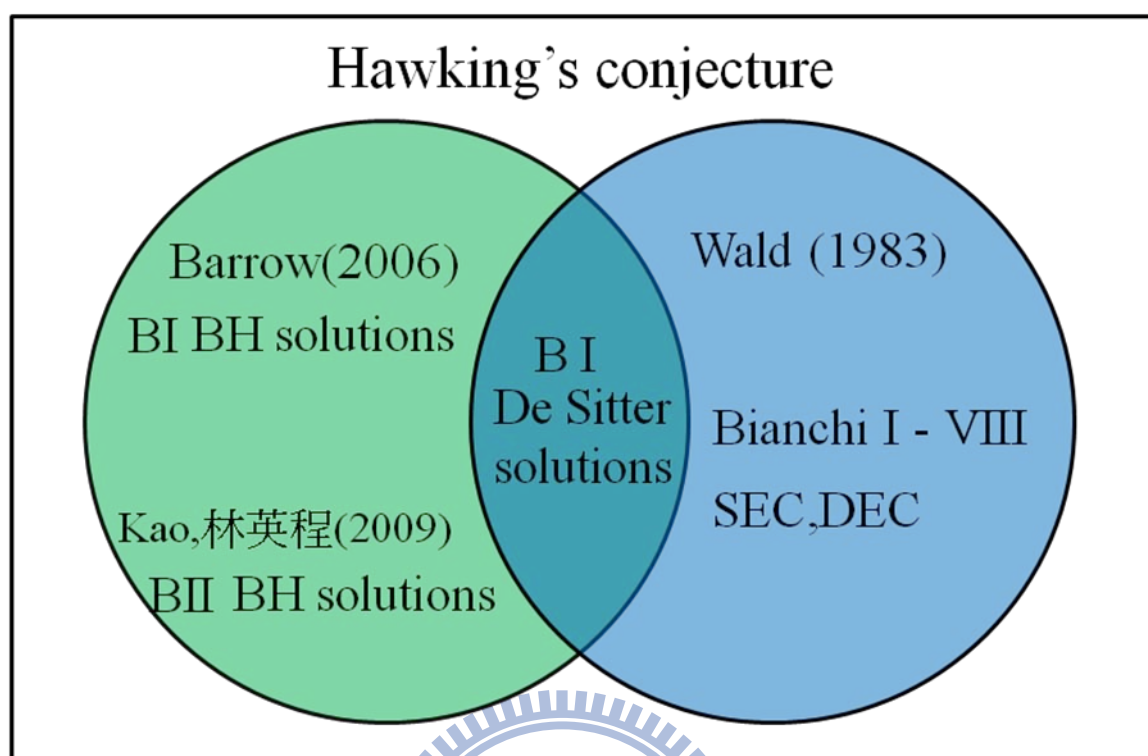 Hawking's conjecture
Barrow(2006)
BI BH solutions
Kao,林英程(2009)
BII BH solutions
B I
De Sitter
solutions
Wald (1983)
Bianchi I - VIII
SEC,DEC